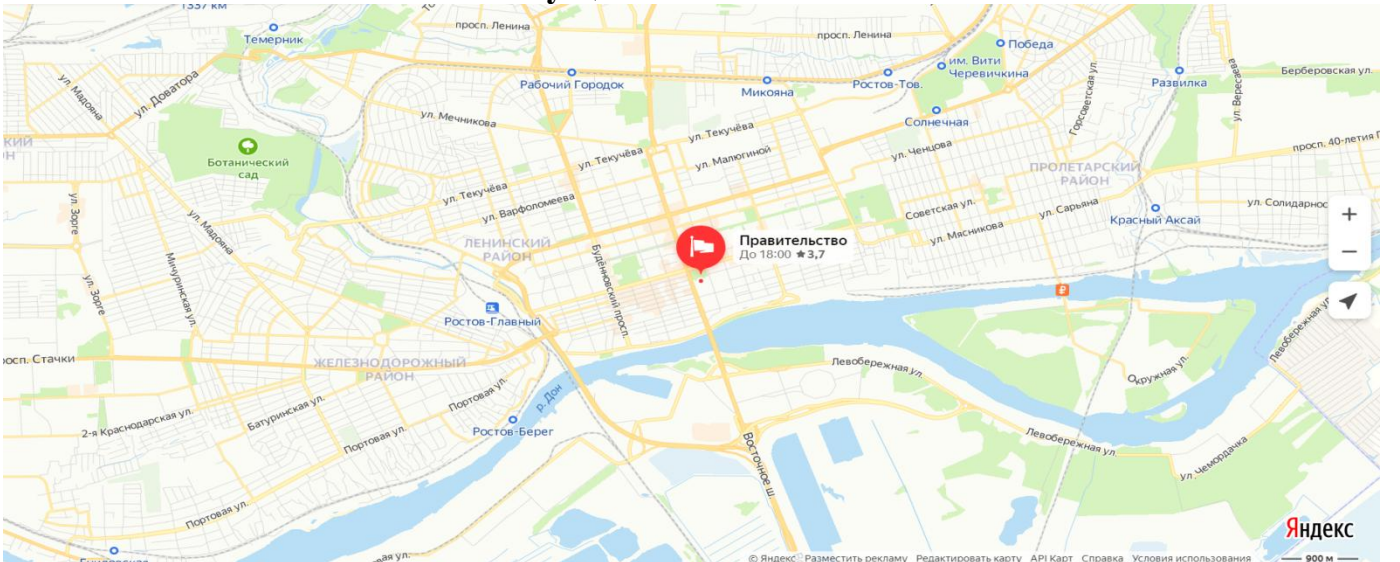 1337 км
просп. Ленина
просп. Ленина
Темерник
Победа
им. Вити
Черевичкина
Рабочий Городок
Микояна
Ростов-Тов.
Развилка
Берберовская ул.
ул. Вересаева
ул. Доватора
ул. Мадояна
Горсоветская ул.
ул. Мечникова
Солнечная
ул. Текучёва
ул. Текучёва
ул. Малюгиной
ул. Ченцова
просп. 40-летия
Ботанический
сад
ПРОЛЕТАРСКИЙ
РАЙОН
ул. Текучёва
ул. Варфоломеева
Советская ул.
ул. Сарьяна
Красный Аксай
ул. Солидарнос
ул. Зорге
ул. Мадояна
ЛЕНИНСКИЙ
РАЙОН
Правительство
До 18:00 ★3,7
ул. Мясникова
+
−
Мичуринская ул.
ул. Зорге
Будённовский просп.
Ростов-Главный
Левобережная ул.
просп. Стачки
ЖЕЛЕЗНОДОРОЖНЫЙ
РАЙОН
Левобережная ул.
Окружная ул.
Портовая ул.
р. Дон
2-я Краснодарская ул.
Батуринская ул.
Ростов-Берег
Портовая ул.
Восточное ш.
Левобережная ул.
ул. Чемордачка
Портовая ул.
Яндекс
© Яндекс Разместить рекламу Редактировать карту API Карт Справка Условия использования
900 м